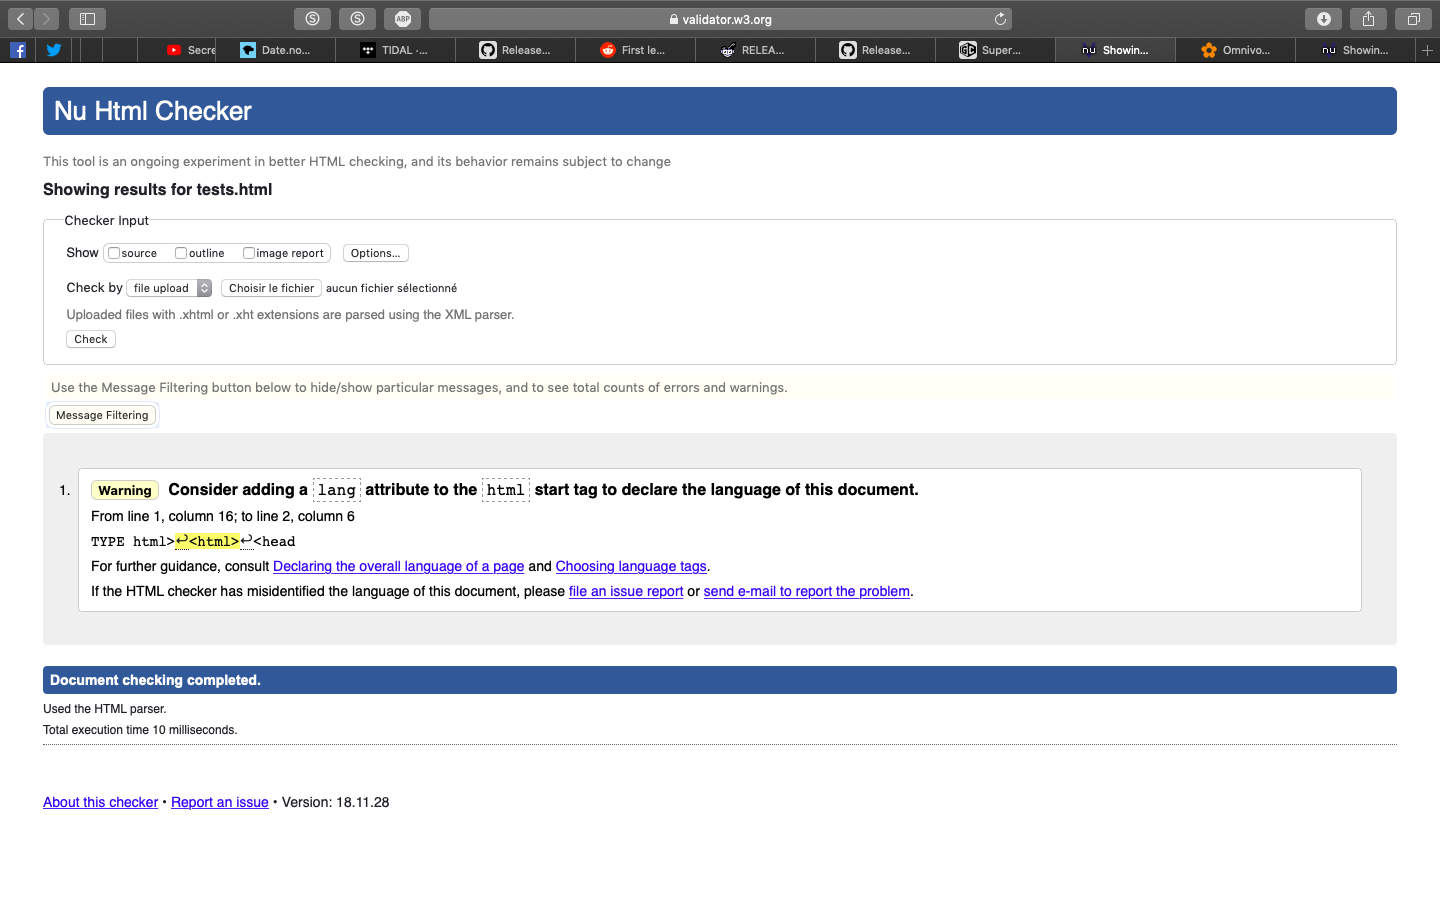 validator.w3.org
Secre
Date.no...
TIDAL -...
Release...
First le...
RELEA...
Release...
Super...
Showin...
Omnivo...
Showin...
Nu Html Checker
This tool is an ongoing experiment in better HTML checking, and its behavior remains subject to change
Showing results for tests.html
Checker Input
Show source outline image report Options...
Check by file upload Choisir le fichier aucun fichier sélectionné
Uploaded files with .xhtml or .xht extensions are parsed using the XML parser.
Check
Use the Message Filtering button below to hide/show particular messages, and to see total counts of errors and warnings.
Message Filtering
1. Warning Consider adding a lang attribute to the html start tag to declare the language of this document.
From line 1, column 16; to line 2, column 6
TYPE html>↩<html>↩<head
For further guidance, consult Declaring the overall language of a page and Choosing language tags.
If the HTML checker has misidentified the language of this document, please file an issue report or send e-mail to report the problem.
Document checking completed.
Used the HTML parser.
Total execution time 10 milliseconds.
About this checker • Report an issue • Version: 18.11.28